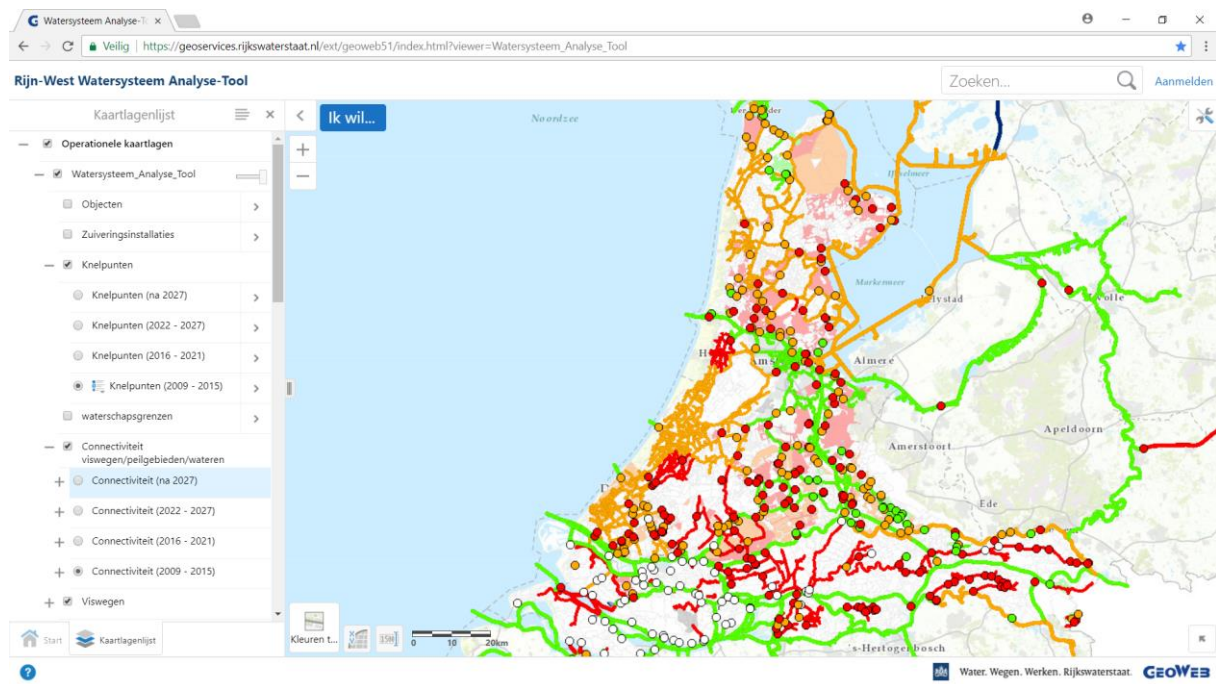 Watersysteem Analyse-T
Veilig
https://geoservices.rijkswaterstaat.nl/ext/geoweb51/index.html?viewer=Watersysteem_Analyse_Tool
Rijn-West Watersysteem Analyse-Tool
Zoeken...
Aanmelden
Kaartlagenlijst
Ik wil...
Operationele kaartlagen
Watersysteem_Analyse_Tool
Objecten
Zuiveringsinstallaties
Knelpunten
Knelpunten (na 2027)
Knelpunten (2022 - 2027)
Knelpunten (2016 - 2021)
Knelpunten (2009 - 2015)
waterschapsgrenzen
Connectiviteit
viswegen/peilgebieden/wateren
Connectiviteit (na 2027)
Connectiviteit (2022 - 2027)
Connectiviteit (2016 - 2021)
Connectiviteit (2009 - 2015)
Viswegen
Start
Kaartlagenlijst
Noordzee
Markermeer
Almere
Apeldoorn
Amersfoort
Ede
's-Hertogenbosch
Kleuren t...
0 10 20km
Water. Wegen. Werken. Rijkswaterstaat.
GEOWEB